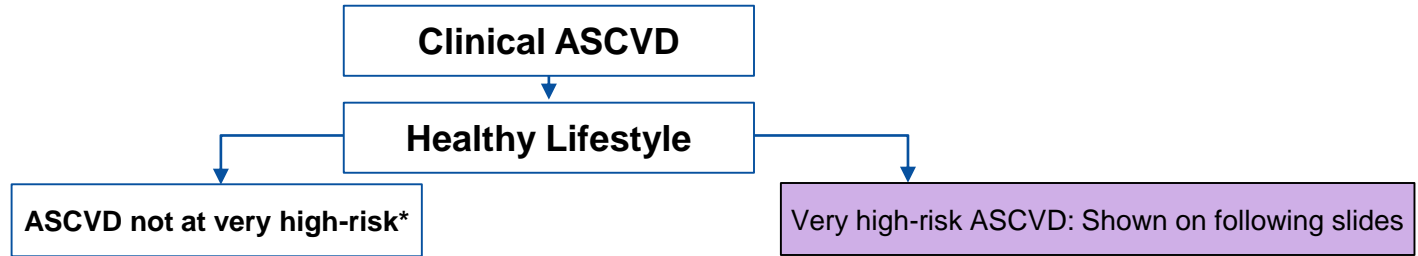 Clinical ASCVD
Healthy Lifestyle
ASCVD not at very high-risk*
Very high-risk ASCVD: Shown on following slides